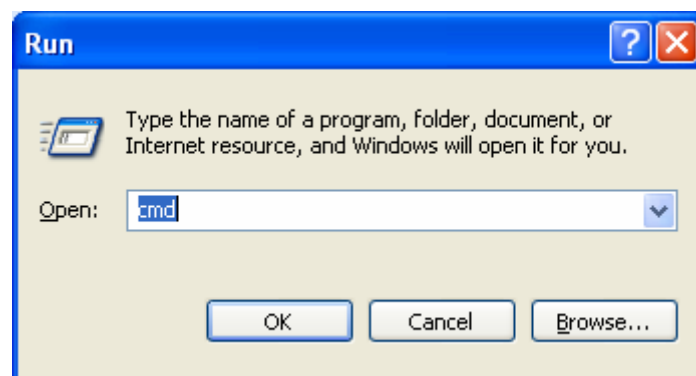 Run
Type the name of a program, folder, document, or
Internet resource, and Windows will open it for you.
Open: cmd
OK Cancel Browse...